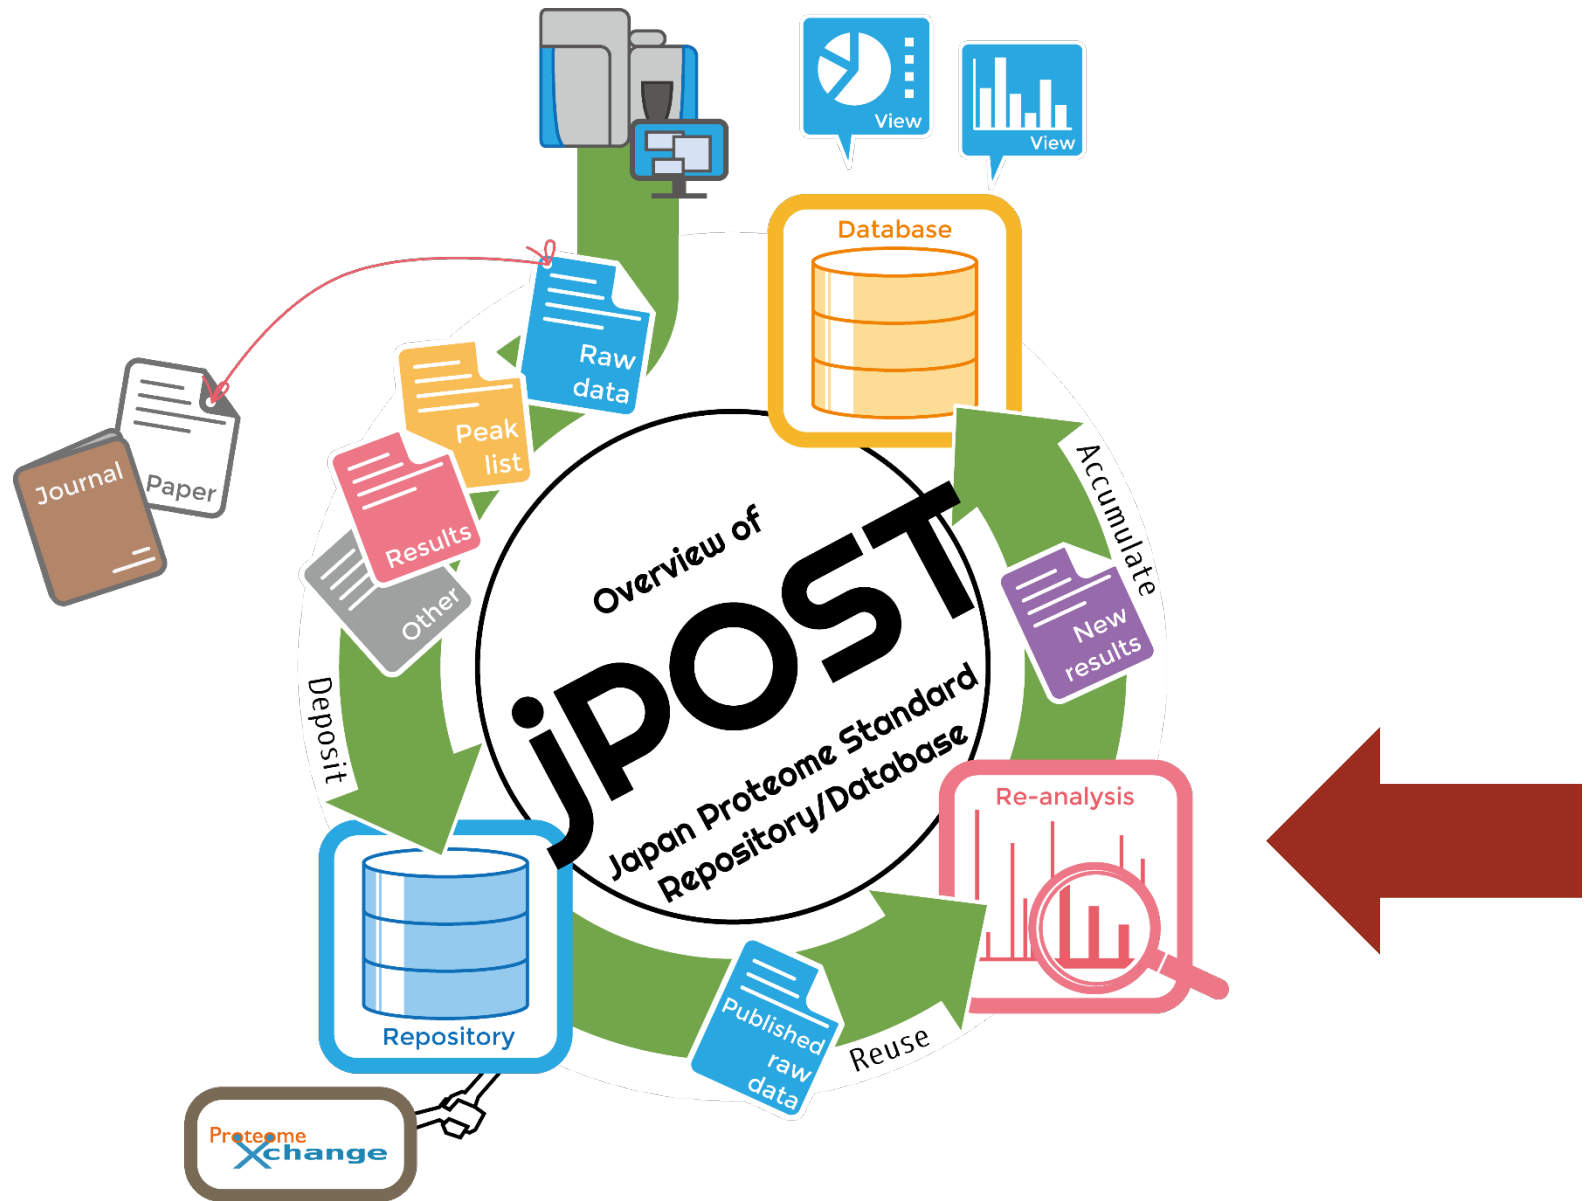 View
View
Database
Raw
data
Peak
list
Results
Other
Journal
Paper
Accumulate
Overview of
jPOST
Japan Proteome Standard
Repository/Database
New
results
Deposit
Re-analysis
Repository
Published
raw
data
Reuse
Proteome
Xchange